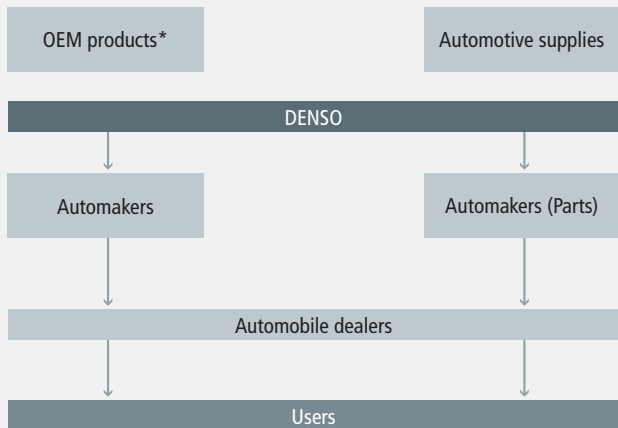 OEM products*
Automotive supplies
DENSO
Automakers
Automakers (Parts)
Automobile dealers
Users